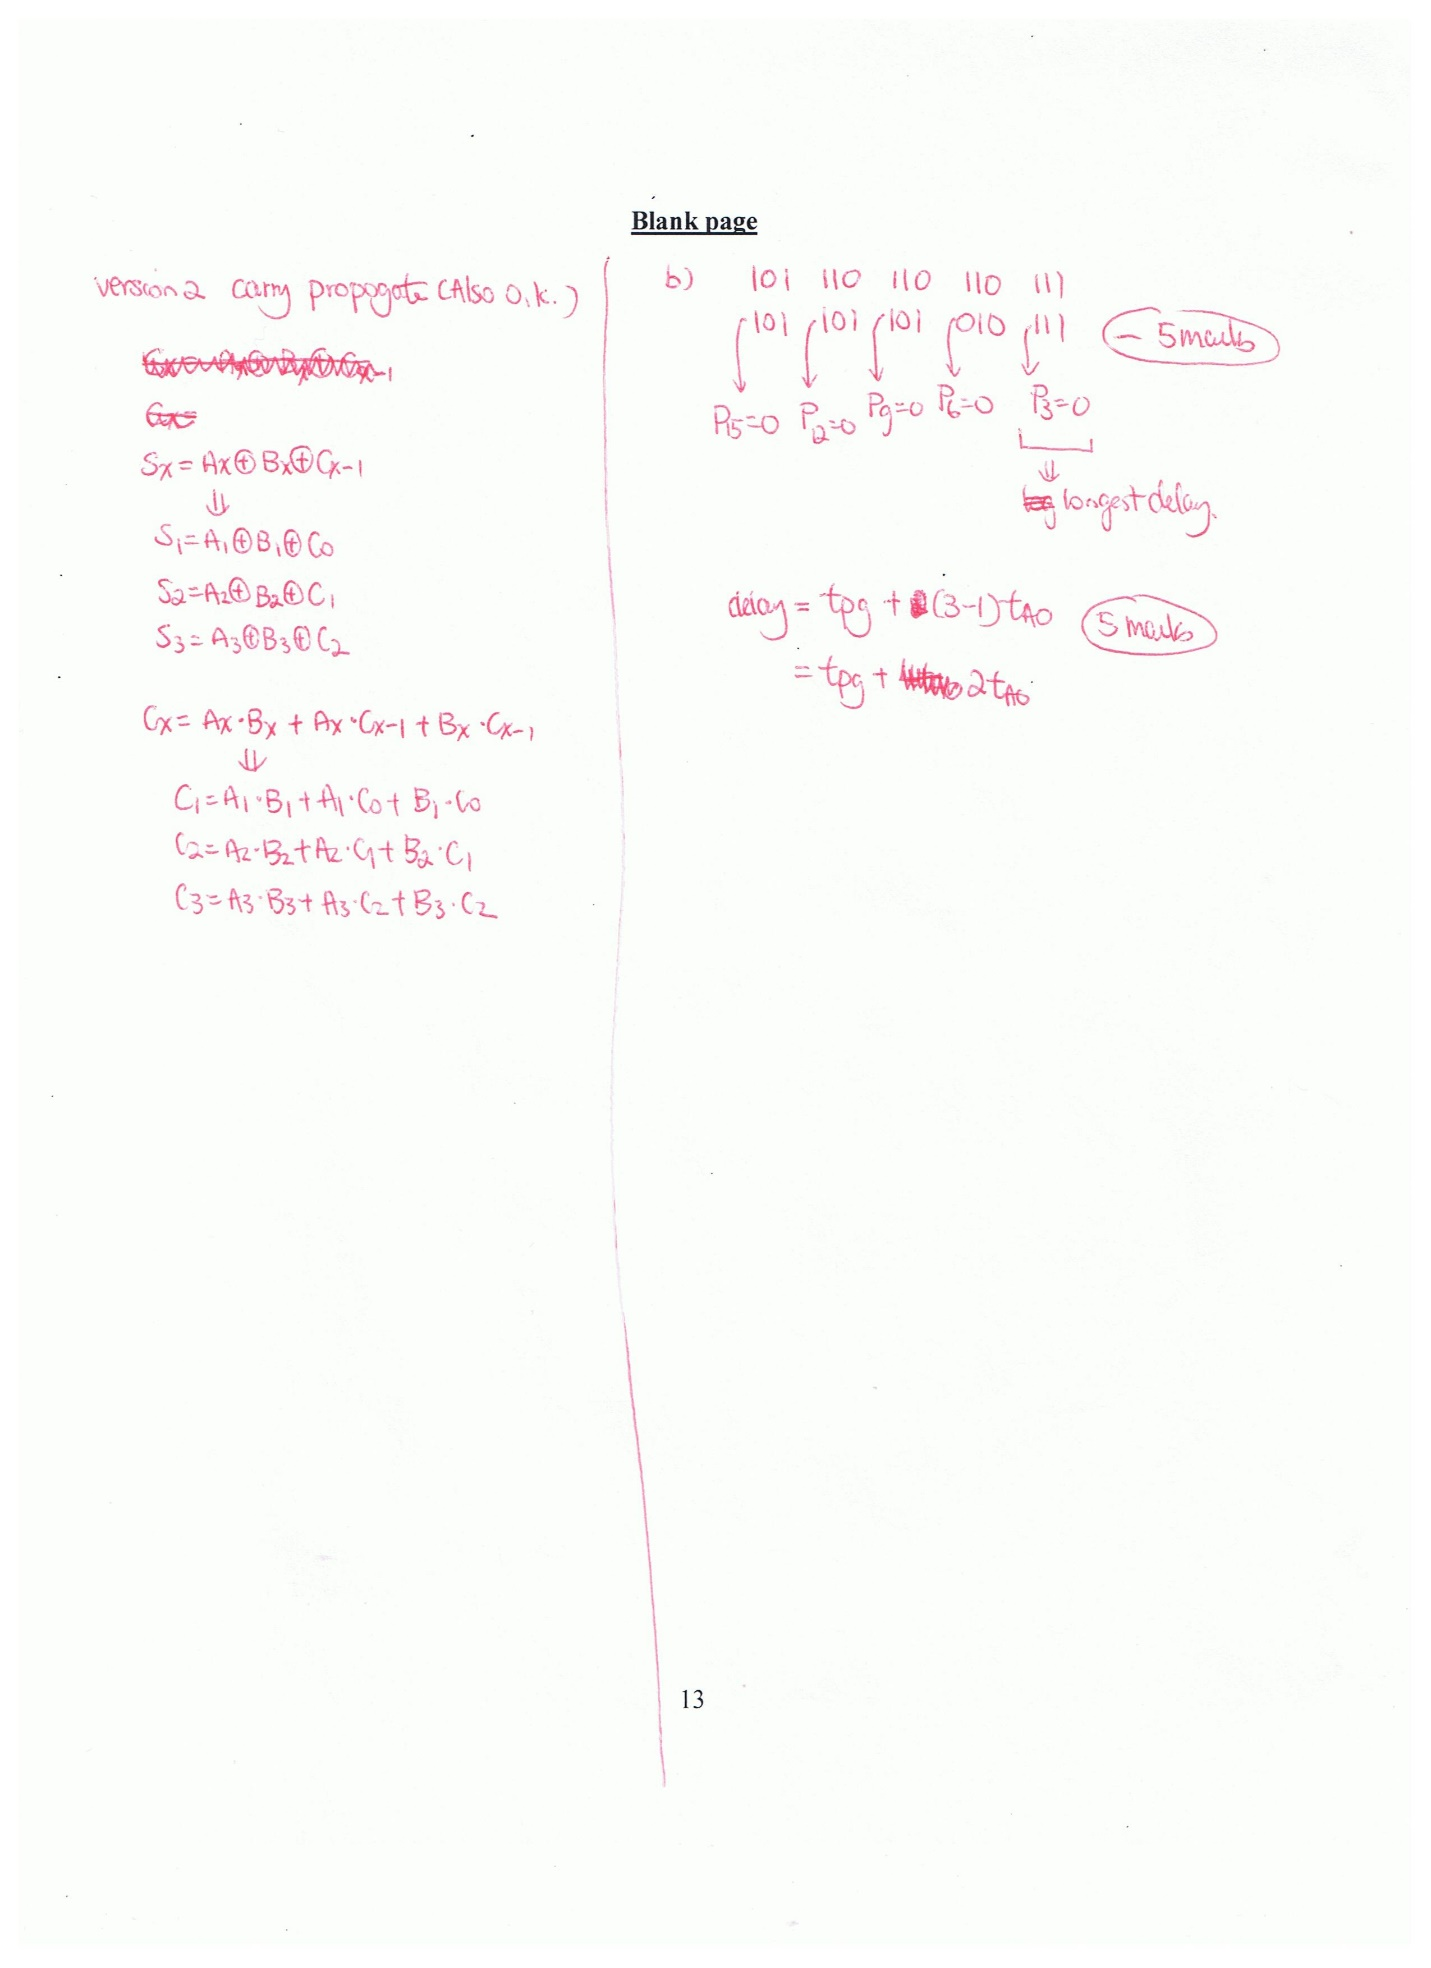 Blank page
version 2 carry propogate (Also O.K.)
Sx = Ax ⊕ Bx ⊕ Cx-1
⇓
S1 = A1 ⊕ B1 ⊕ C0
S2 = A2 ⊕ B2 ⊕ C1
S3 = A3 ⊕ B3 ⊕ C2
Cx = Ax · Bx + Ax · Cx-1 + Bx · Cx-1
⇓
C1 = A1 · B1 + A1 · C0 + B1 · C0
C2 = A2 · B2 + A2 · C1 + B2 · C1
C3 = A3 · B3 + A3 · C2 + B3 · C2
b) 101 110 110 110 111
101 101 101 010 111 – 5 marks
P15=0 P12=0 P9=0 P6=0 P3=0
⇓
longest delay.
delay = tpg + (3-1) tAO 5 marks
= tpg + 2tAO
13